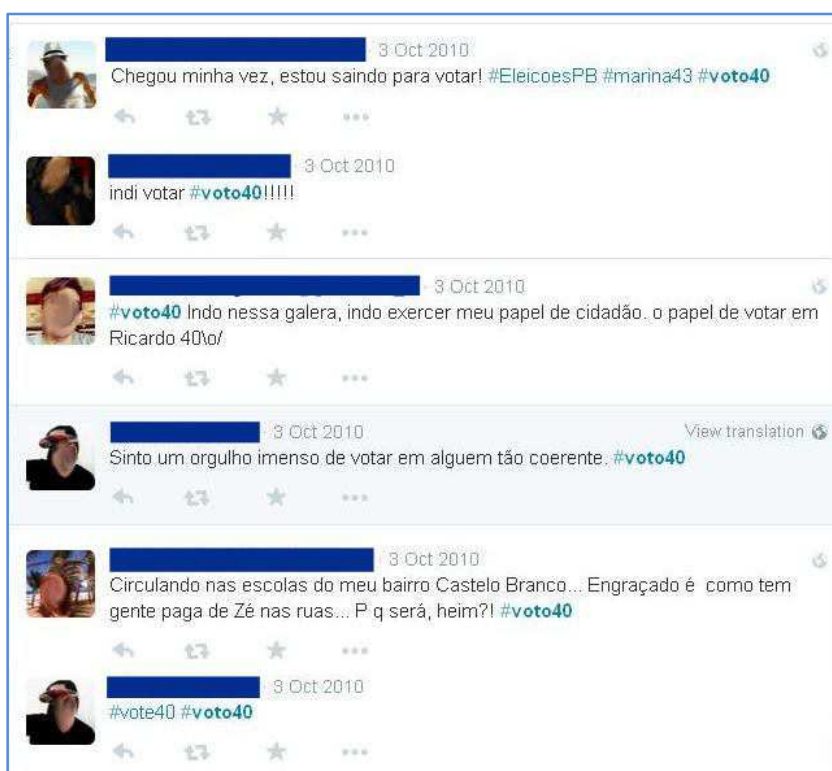 3 Oct 2010
Chegou minha vez, estou saindo para votar! #EleicoesPB #marina43 #voto40
3 Oct 2010
indi votar #voto40!!!!!
3 Oct 2010
#voto40 Indo nessa galera, indo exercer meu papel de cidadão. o papel de votar em
Ricardo 40\o/
3 Oct 2010
View translation
Sinto um orgulho imenso de votar em alguem tão coerente. #voto40
3 Oct 2010
Circulando nas escolas do meu bairro Castelo Branco... Engraçado é como tem
gente paga de Zé nas ruas... P q será, heim?! #voto40
3 Oct 2010
#vote40 #voto40